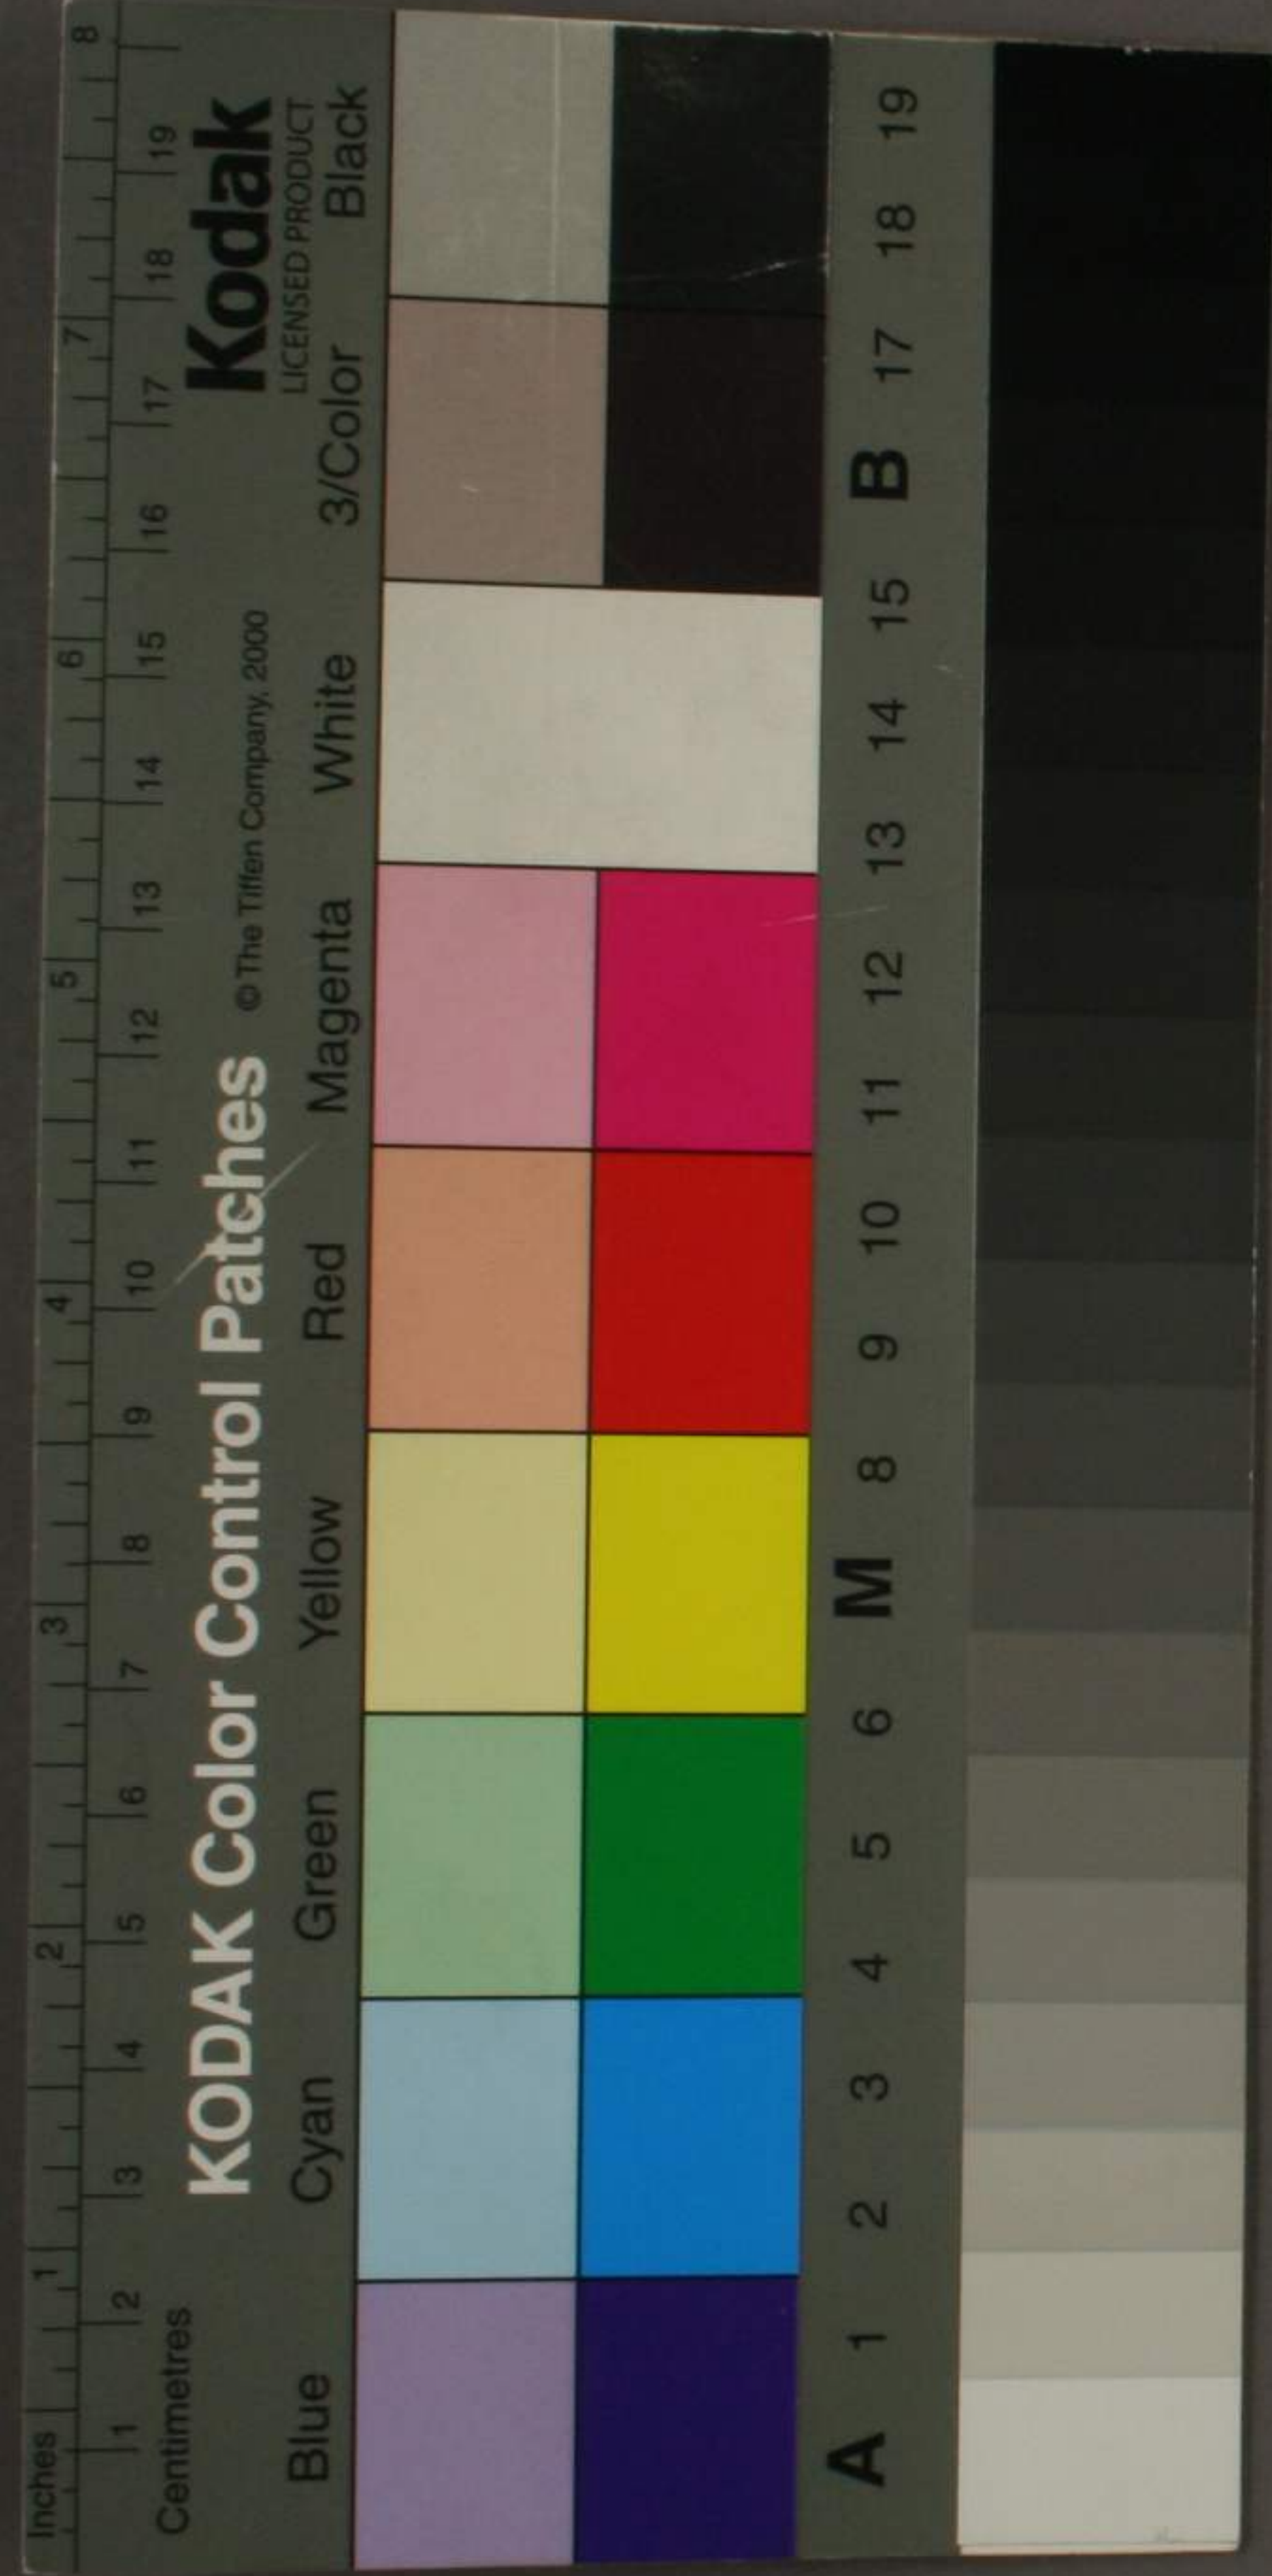 Inches 1 2 3 4 5 6 7 8
Centimetres 1 2 3 4 5 6 7 8 9 10 11 12 13 14 15 16 17 18 19
KODAK Color Control Patches © The Tiffen Company, 2000 Kodak
LICENSED PRODUCT
Blue Cyan Green Yellow Red Magenta White 3/Color Black
A 1 2 3 4 5 6 M 8 9 10 11 12 13 14 15 B 17 18 19